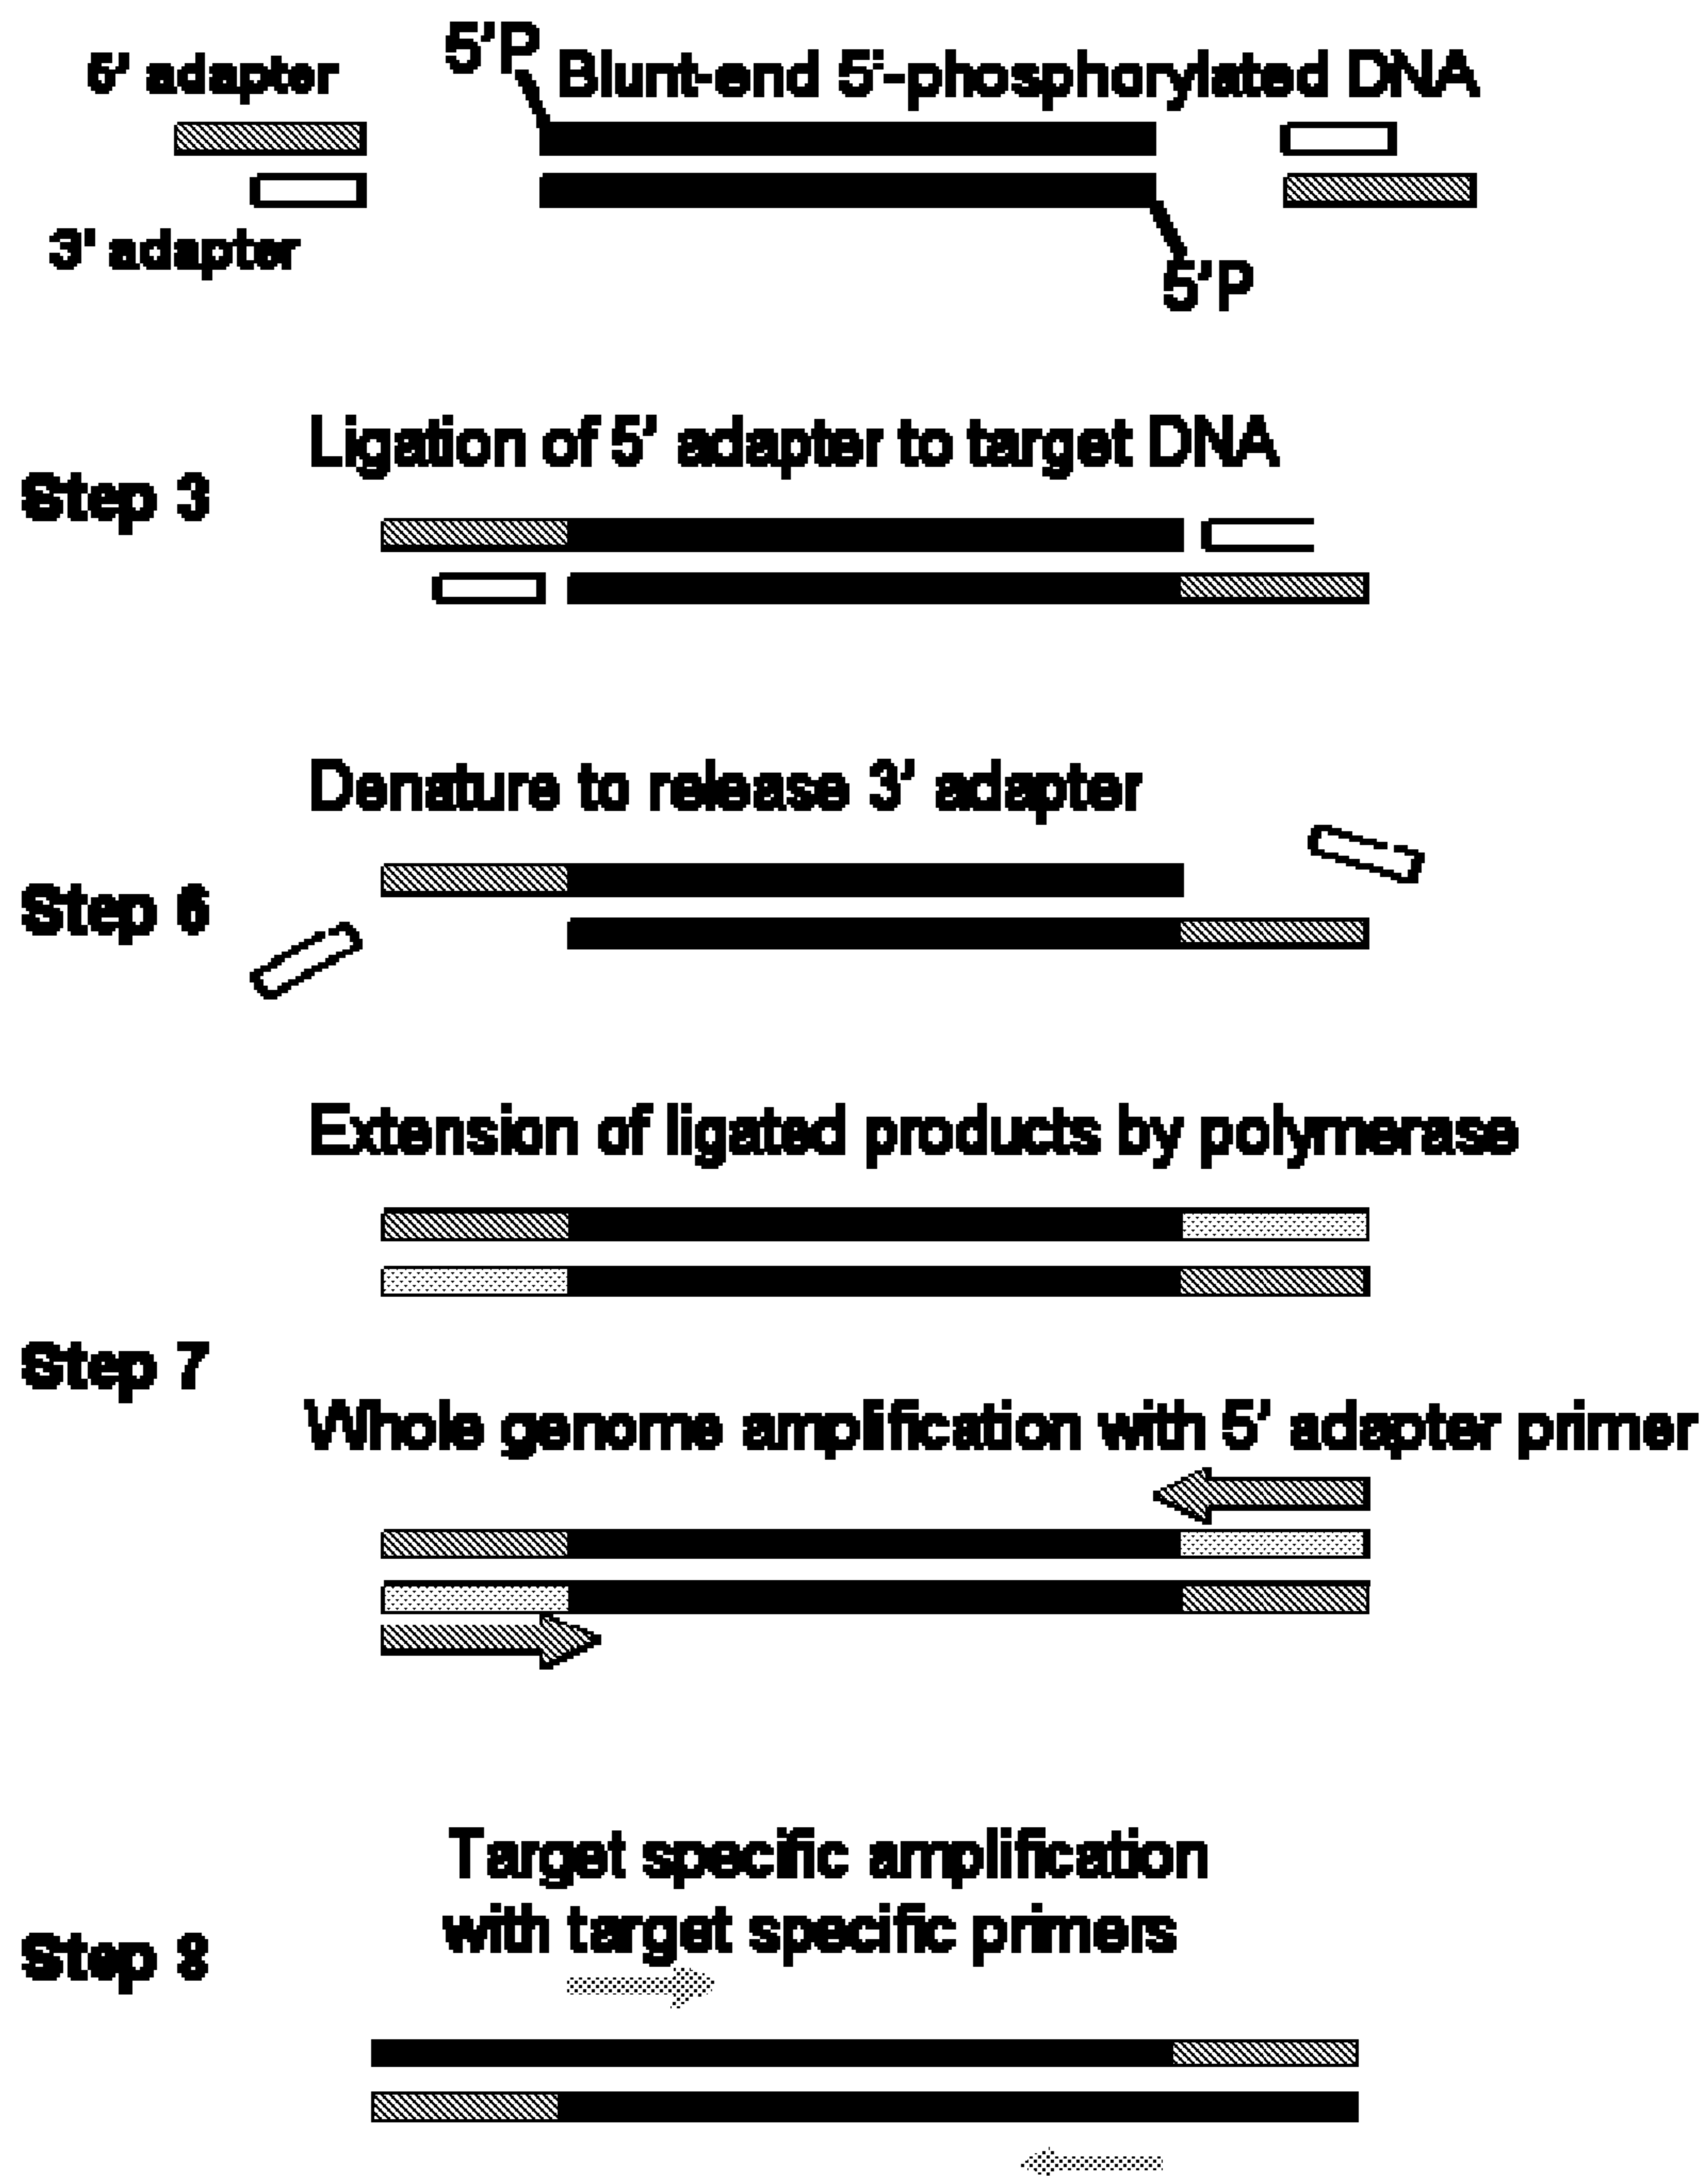 5'P
5' adapter
Blunt-end 5'-phosphorylated DNA
3' adapter
5'P
Ligation of 5' adapter to target DNA
Step 3
Denature to release 3' adapter
Step 6
Extension of ligated products by polymerase
Step 7
Whole genome amplification with 5' adapter primer
Target specific amplification
with target specific primers
Step 8